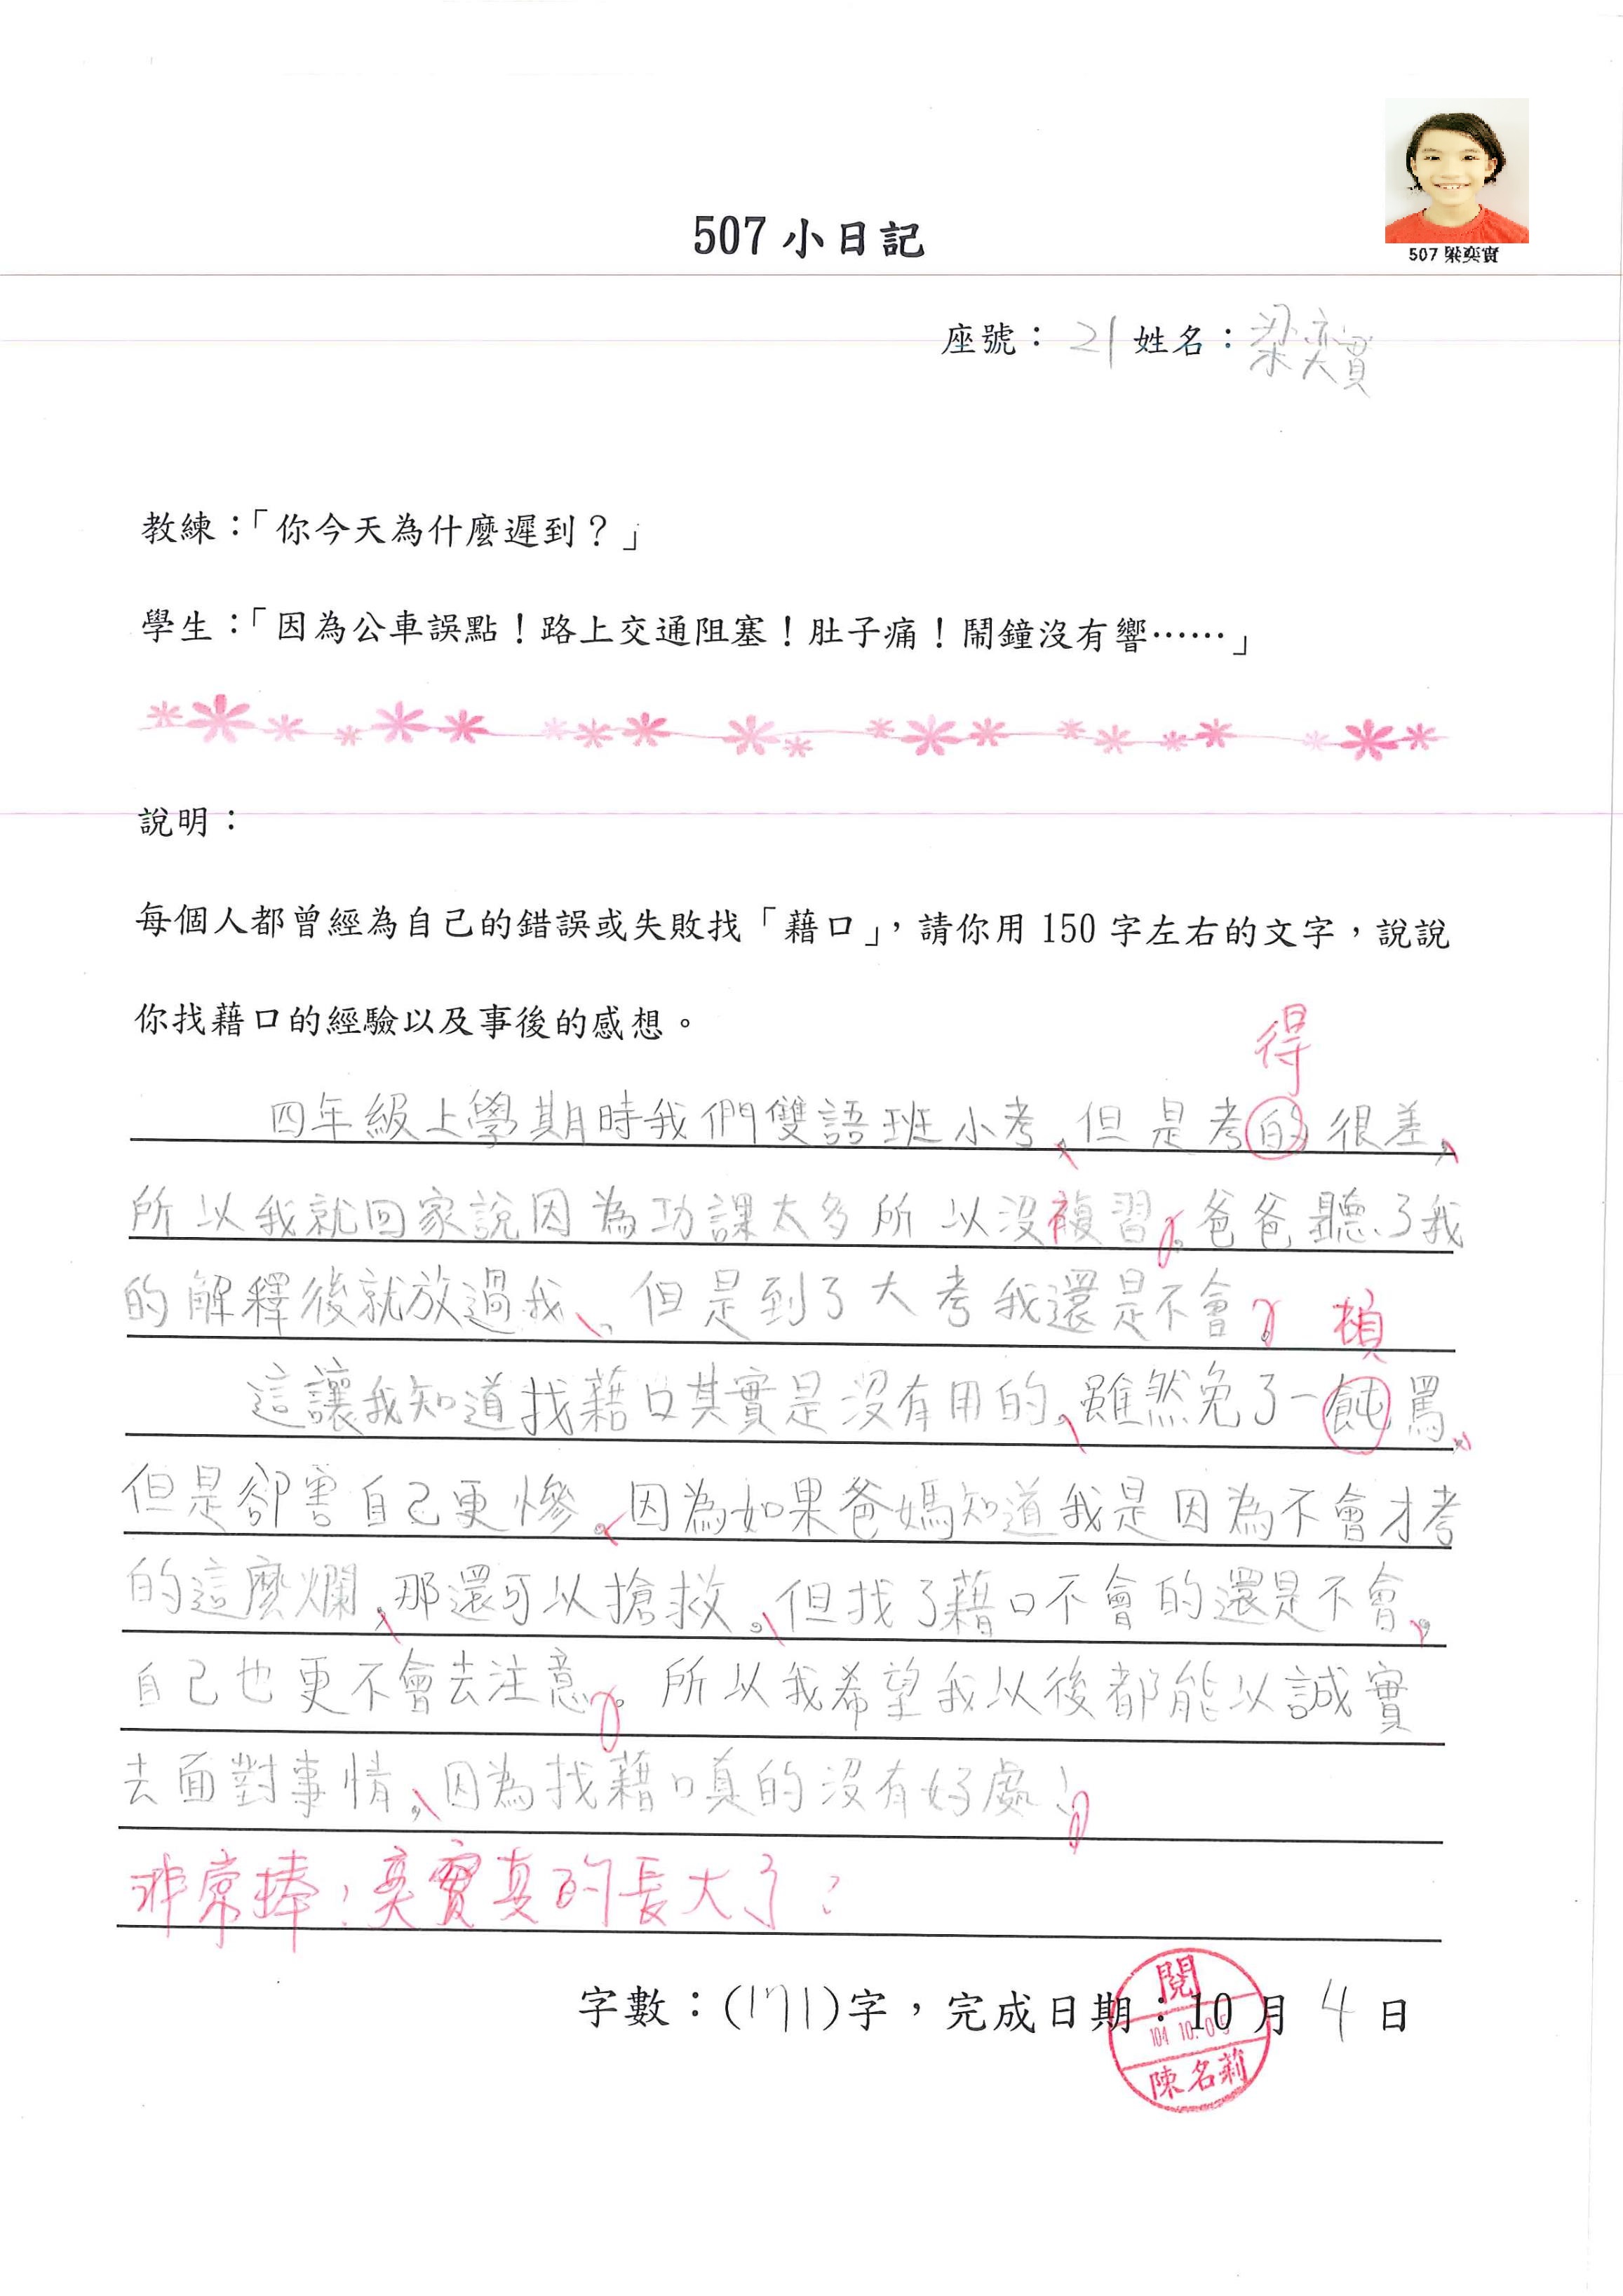 507 梁奕實
507 小日記
座號：21 姓名：梁奕實
教練：「你今天為什麼遲到？」
學生：「因為公車誤點！路上交通阻塞！肚子痛！鬧鐘沒有響……」
說明：
每個人都曾經為自己的錯誤或失敗找「藉口」，請你用 150 字左右的文字，說說
你找藉口的經驗以及事後的感想。
得
四年級上學期時我們雙語班小考，但是考的很差，
所以我就回家說因為功課太多所以沒複習。爸爸聽了我
的解釋後就放過我，但是到了大考我還是不會。
頓
這讓我知道找藉口其實是沒有用的，雖然免了一飩罵，
但是卻害自己更慘。因為如果爸媽知道我是因為不會才考
的這麼爛，那還可以搶救。但找了藉口不會的還是不會，
自己也更不會去注意。所以我希望我以後都能以誠實
去面對事情，因為找藉口真的沒有好處！
非常棒！奕實真的長大了！
字數：(171)字，完成日期：10 月 4 日
閱
104 10. 05
陳名莉